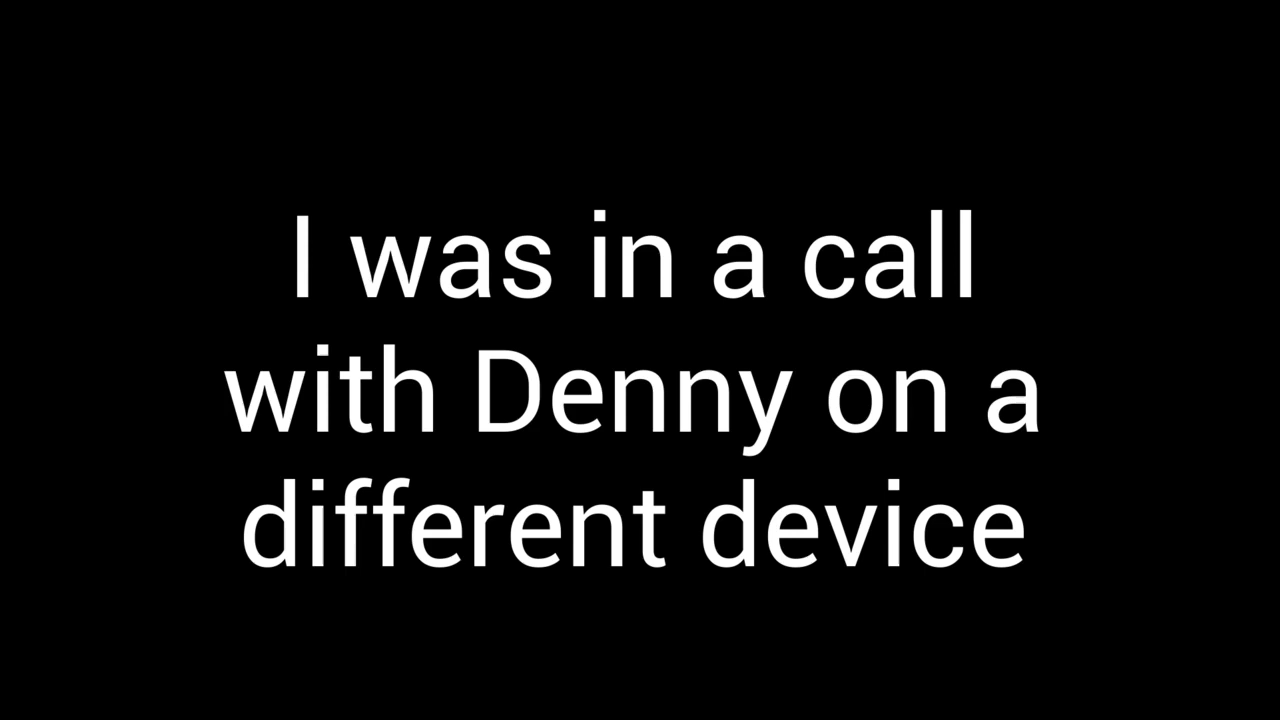 I was in a call
with Denny on a
different device